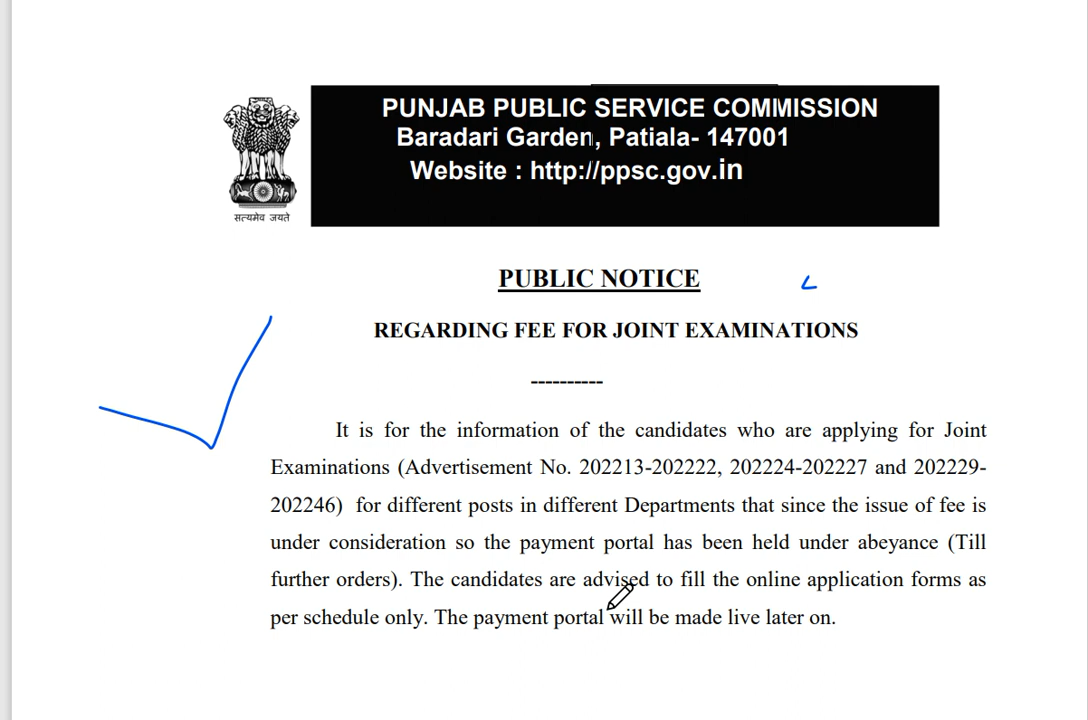 PUNJAB PUBLIC SERVICE COMMISSION
Baradari Garden, Patiala- 147001
Website : http://ppsc.gov.in
सत्यमेव जयते
PUBLIC NOTICE
REGARDING FEE FOR JOINT EXAMINATIONS
----------
It is for the information of the candidates who are applying for Joint
Examinations (Advertisement No. 202213-202222, 202224-202227 and 202229-
202246) for different posts in different Departments that since the issue of fee is
under consideration so the payment portal has been held under abeyance (Till
further orders). The candidates are advised to fill the online application forms as
per schedule only. The payment portal will be made live later on.